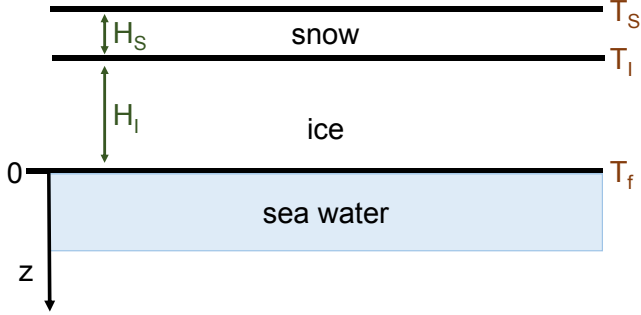 T_S
H_S
snow
T_I
H_I
ice
0
T_f
sea water
z